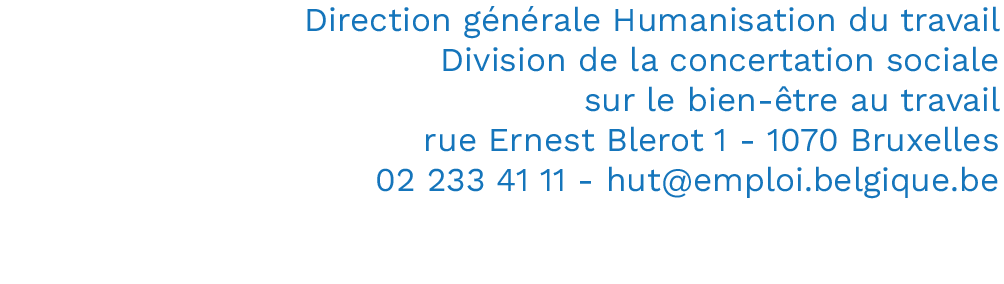 Direction générale Humanisation du travail
Division de la concertation sociale
sur le bien-être au travail
rue Ernest Blerot 1 - 1070 Bruxelles
02 233 41 11 - hut@emploi.belgique.be